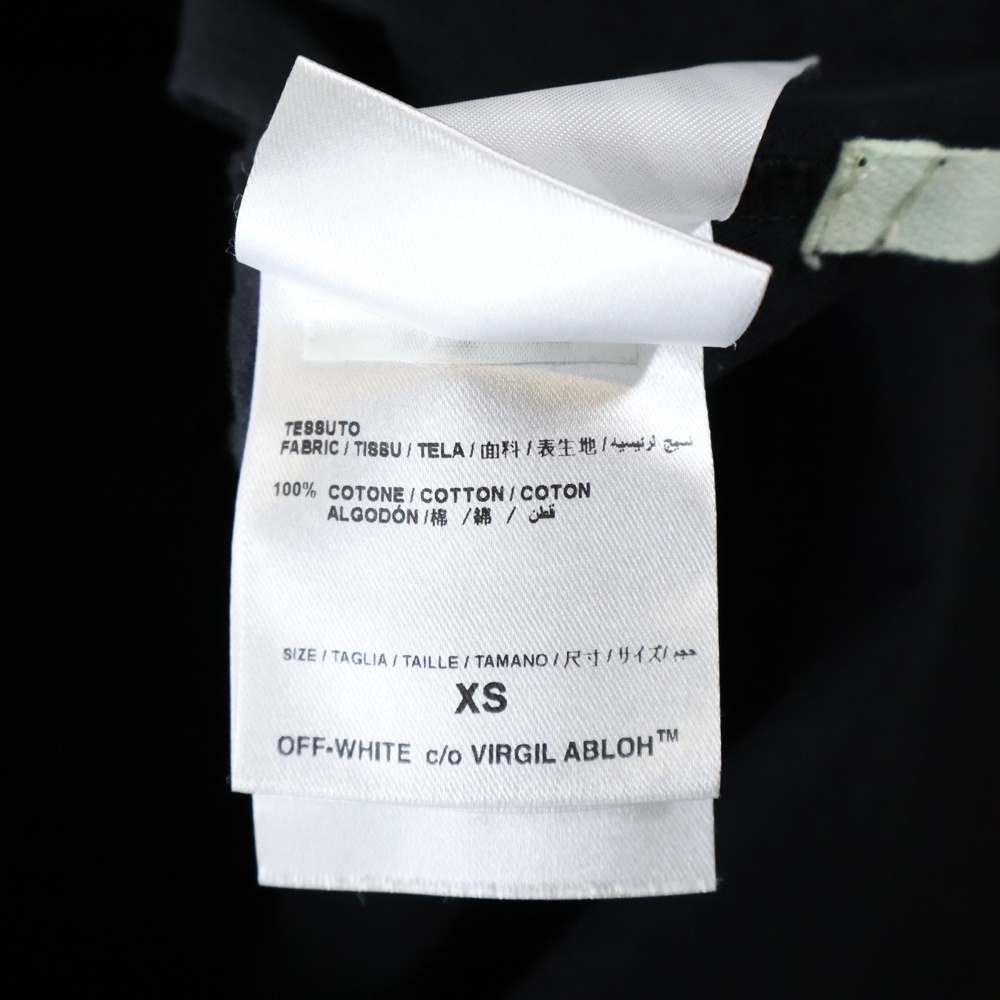 TESSUTO
FABRIC / TISSU / TELA / 面料 / 表生地 / نسيج لرئيسيه
100% COTONE / COTTON / COTON
ALGODÓN / 棉 / 綿 / قطن
SIZE / TAGLIA / TAILLE / TAMANO / 尺寸 / サイズ / حجم
XS
OFF-WHITE c/o VIRGIL ABLOH™